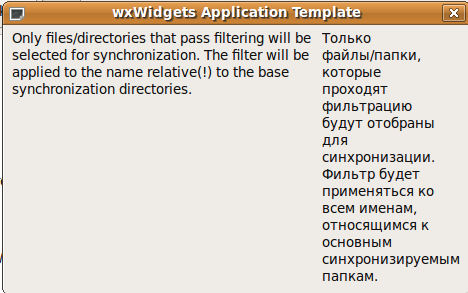 wxWidgets Application Template
Only files/directories that pass filtering will be
selected for synchronization. The filter will be
applied to the name relative(!) to the base
synchronization directories.
Только
файлы/папки,
которые
проходят
фильтрацию
будут отобраны
для
синхронизации.
Фильтр будет
применяться ко
всем именам,
относящимся к
основным
синхронизируемым
папкам.